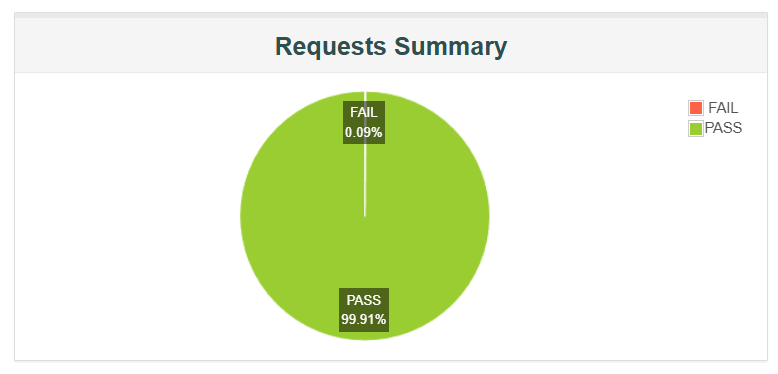 Requests Summary
FAIL
0.09%
PASS
99.91%
FAIL
PASS